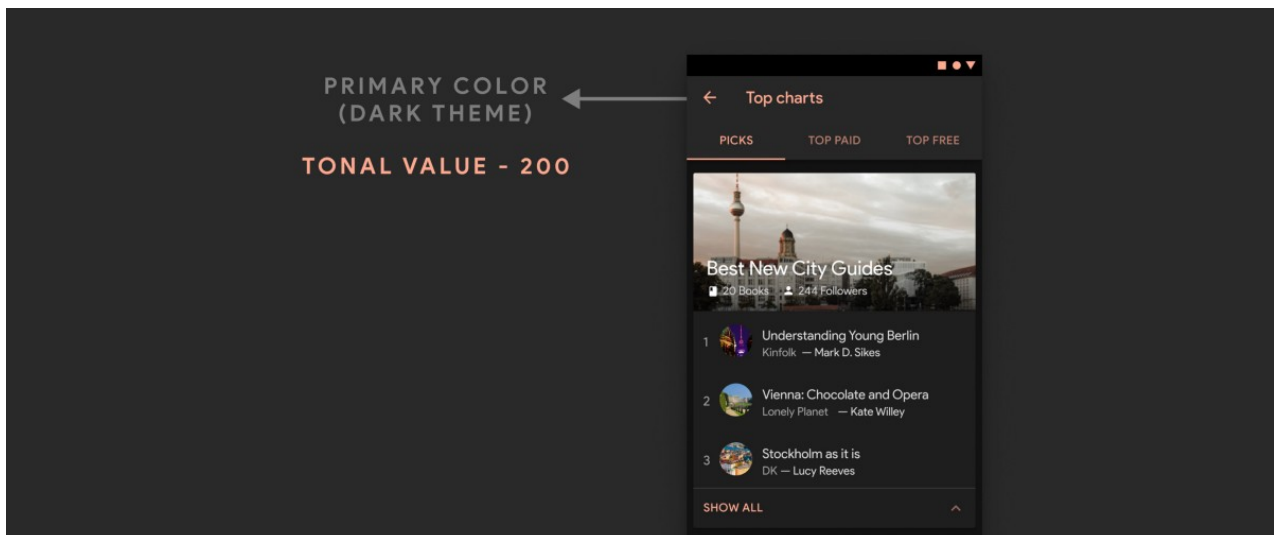 PRIMARY COLOR
(DARK THEME)
TONAL VALUE - 200
Top charts
PICKS TOP PAID TOP FREE
Best New City Guides
20 Books 244 Followers
1 Understanding Young Berlin
Kinfolk — Mark D. Sikes
2 Vienna: Chocolate and Opera
Lonely Planet — Kate Willey
3 Stockholm as it is
DK — Lucy Reeves
SHOW ALL